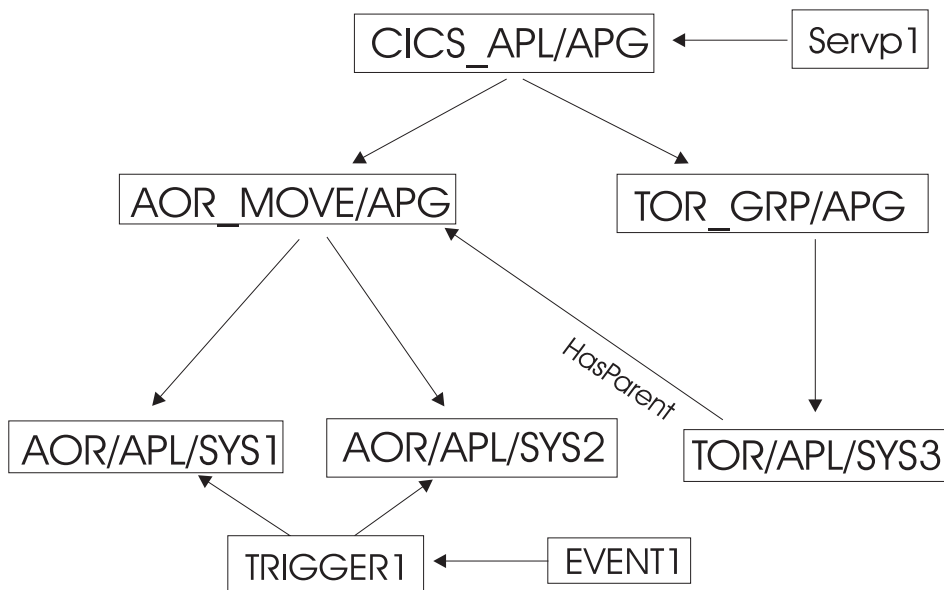 CICS_APL/APG
Servp1
AOR_MOVE/APG
TOR_GRP/APG
HasParent
AOR/APL/SYS1
AOR/APL/SYS2
TOR/APL/SYS3
TRIGGER1
EVENT1